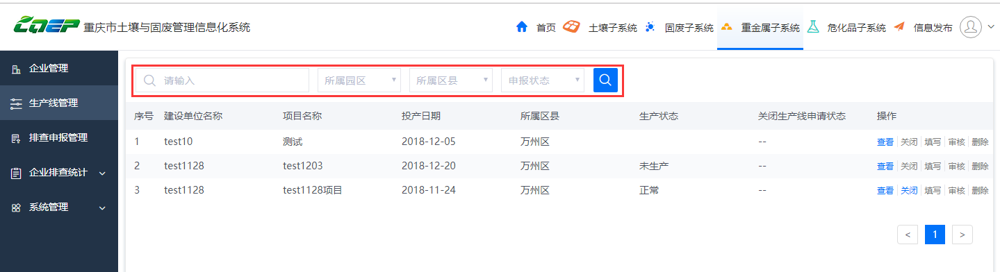 CQEP 重庆市土壤与固废管理信息化系统 首页 土壤子系统 固废子系统 重金属子系统 危化品子系统 信息发布
企业管理
生产线管理
排查申报管理
企业排查统计
系统管理
请输入 所属园区 所属区县 申报状态
序号 建设单位名称 项目名称 投产日期 所属区县 生产状态 关闭生产线申请状态 操作
1 test10 测试 2018-12-05 万州区 -- 查看 关闭 填写 审核 删除
2 test1128 test1203 2018-12-20 万州区 未生产 -- 查看 关闭 填写 审核 删除
3 test1128 test1128项目 2018-11-24 万州区 正常 -- 查看 关闭 填写 审核 删除
< 1 >